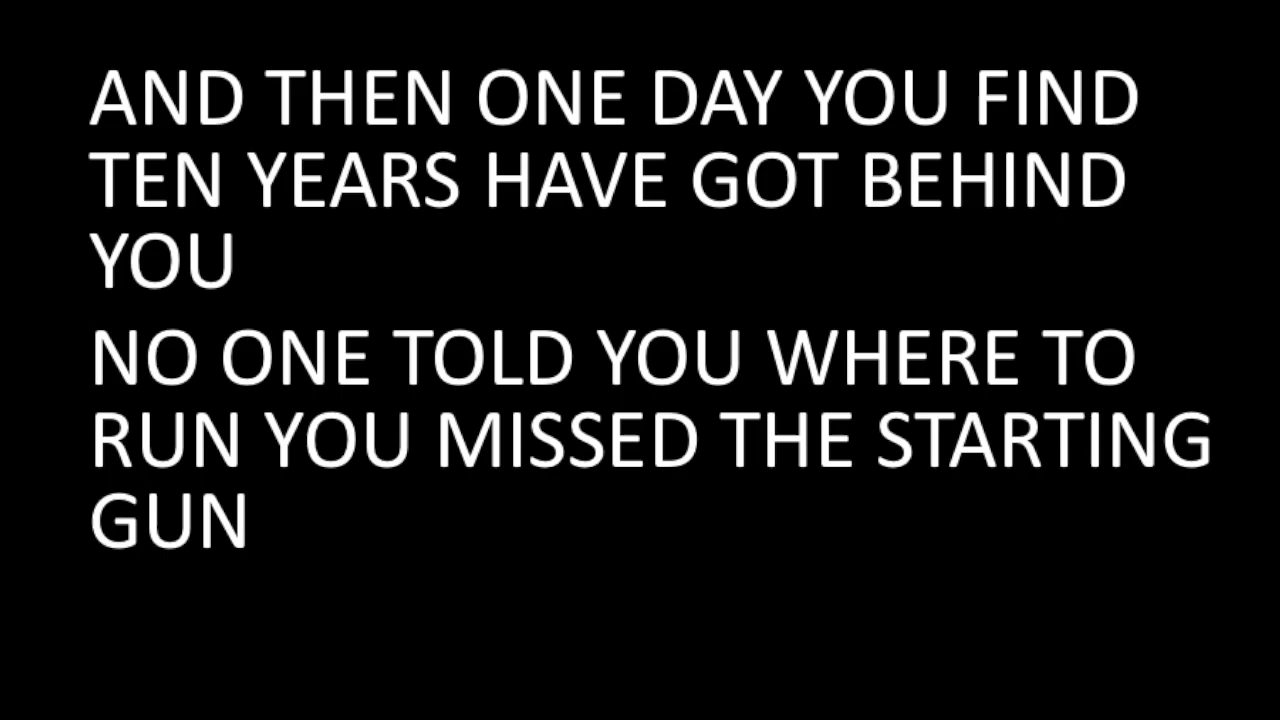 AND THEN ONE DAY YOU FIND
TEN YEARS HAVE GOT BEHIND
YOU
NO ONE TOLD YOU WHERE TO
RUN YOU MISSED THE STARTING
GUN